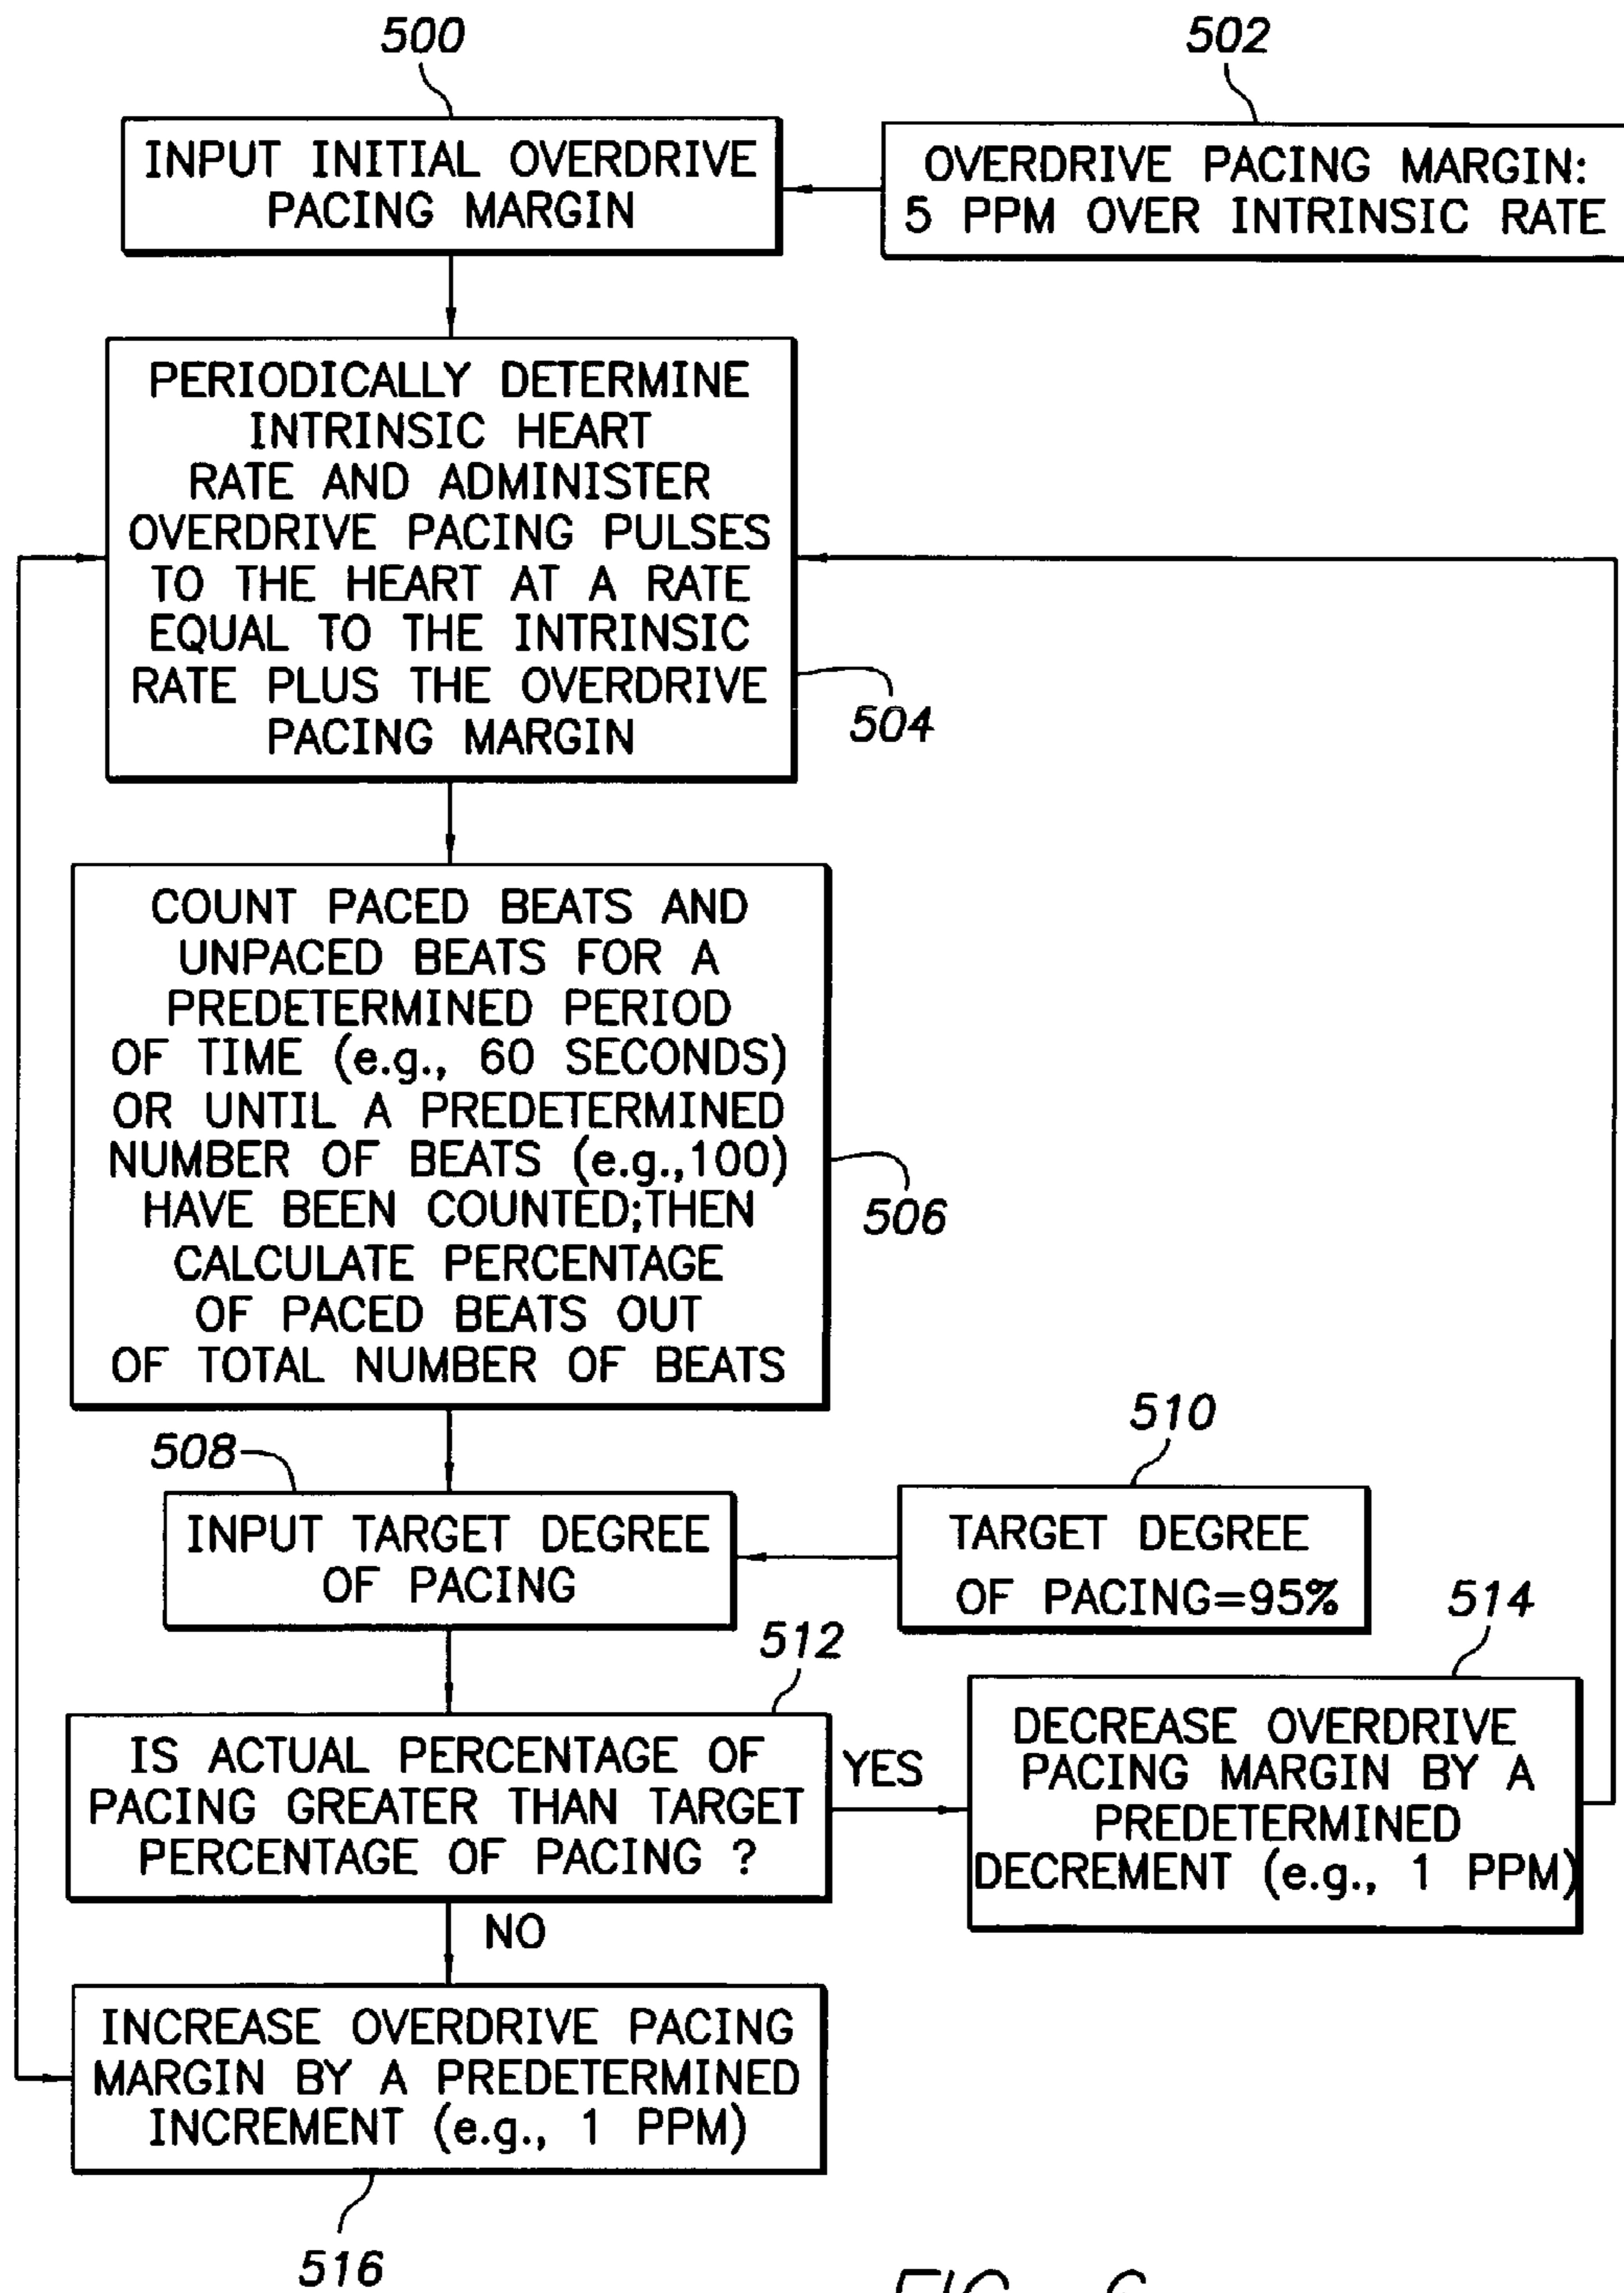 500
502
INPUT INITIAL OVERDRIVE
PACING MARGIN
OVERDRIVE PACING MARGIN:
5 PPM OVER INTRINSIC RATE
PERIODICALLY DETERMINE
INTRINSIC HEART
RATE AND ADMINISTER
OVERDRIVE PACING PULSES
TO THE HEART AT A RATE
EQUAL TO THE INTRINSIC
RATE PLUS THE OVERDRIVE
PACING MARGIN
504
COUNT PACED BEATS AND
UNPACED BEATS FOR A
PREDETERMINED PERIOD
OF TIME (e.g., 60 SECONDS)
OR UNTIL A PREDETERMINED
NUMBER OF BEATS (e.g.,100)
HAVE BEEN COUNTED;THEN
CALCULATE PERCENTAGE
OF PACED BEATS OUT
OF TOTAL NUMBER OF BEATS
506
508
INPUT TARGET DEGREE
OF PACING
510
TARGET DEGREE
OF PACING=95%
512
IS ACTUAL PERCENTAGE OF
PACING GREATER THAN TARGET
PERCENTAGE OF PACING ?
YES
514
DECREASE OVERDRIVE
PACING MARGIN BY A
PREDETERMINED
DECREMENT (e.g., 1 PPM)
NO
INCREASE OVERDRIVE PACING
MARGIN BY A PREDETERMINED
INCREMENT (e.g., 1 PPM)
516
FIG. 6